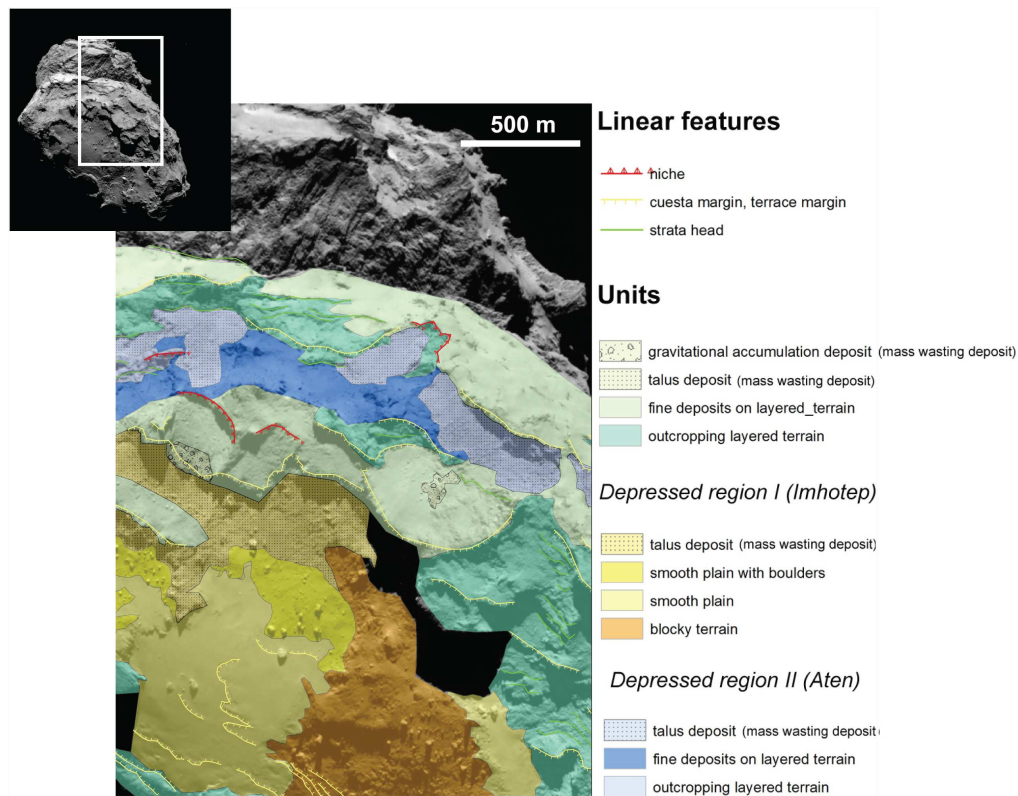 500 m
Linear features
niche
cuesta margin, terrace margin
strata head
Units
gravitational accumulation deposit (mass wasting deposit)
talus deposit (mass wasting deposit)
fine deposits on layered_terrain
outcropping layered terrain
Depressed region I (Imhotep)
talus deposit (mass wasting deposit)
smooth plain with boulders
smooth plain
blocky terrain
Depressed region II (Aten)
talus deposit (mass wasting deposit
fine deposits on layered terrain
outcropping layered terrain